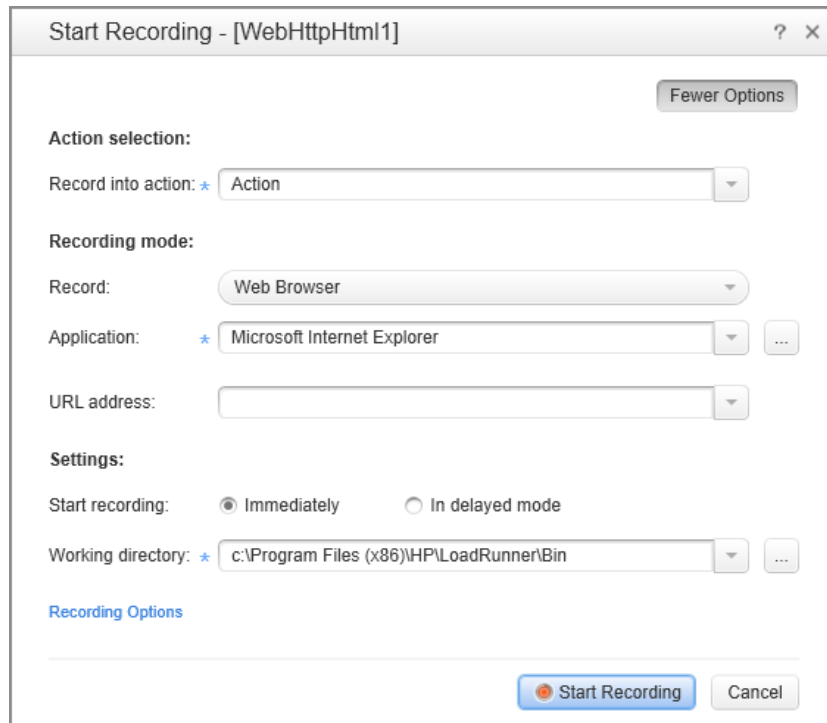 Start Recording - [WebHttpHtml1] ? ×
Fewer Options
Action selection:
Record into action: * Action
Recording mode:
Record: Web Browser
Application: * Microsoft Internet Explorer ...
URL address:
Settings:
Start recording: Immediately In delayed mode
Working directory: * c:\Program Files (x86)\HP\LoadRunner\Bin ...
Recording Options
Start Recording Cancel